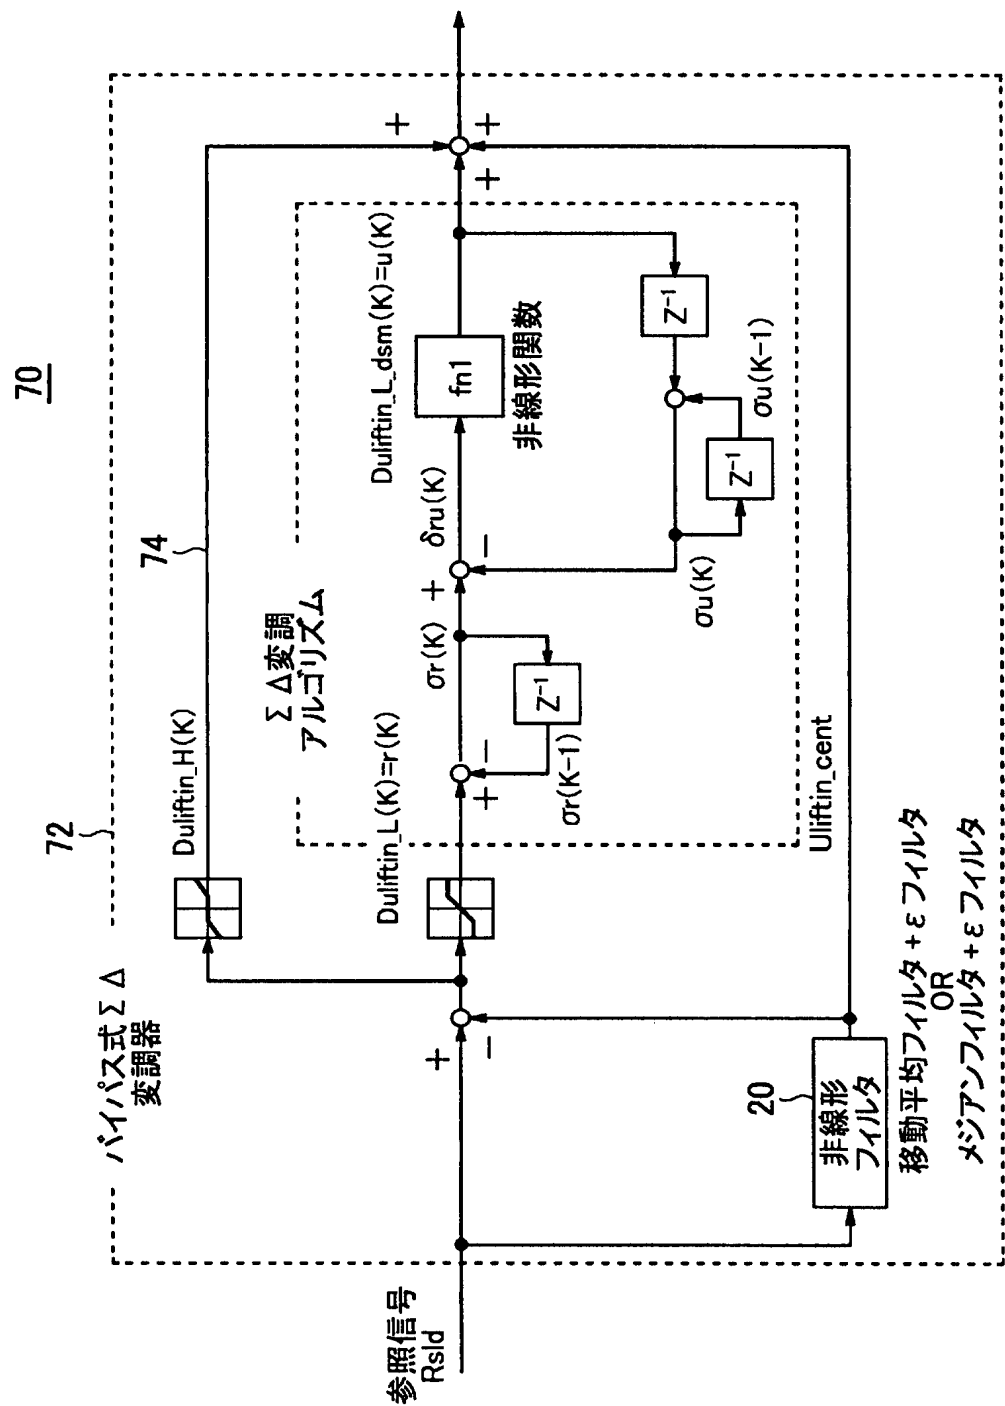 70
72
バイパス式ΣΔ
変調器
Duliftin_H(K)
74
ΣΔ変調
アルゴリズム
参照信号
Rsld
+
−
Duliftin_L(K)=r(K)
+
−
σr(K)
Z⁻¹
σr(K-1)
+
−
δru(K)
Duliftin_L_dsm(K)=u(K)
fn1
非線形関数
Z⁻¹
σu(K-1)
Z⁻¹
σu(K)
+
+
+
Uliftin_cent
20
非線形
フィルタ
移動平均フィルタ+εフィルタ
OR
メジアンフィルタ+εフィルタ